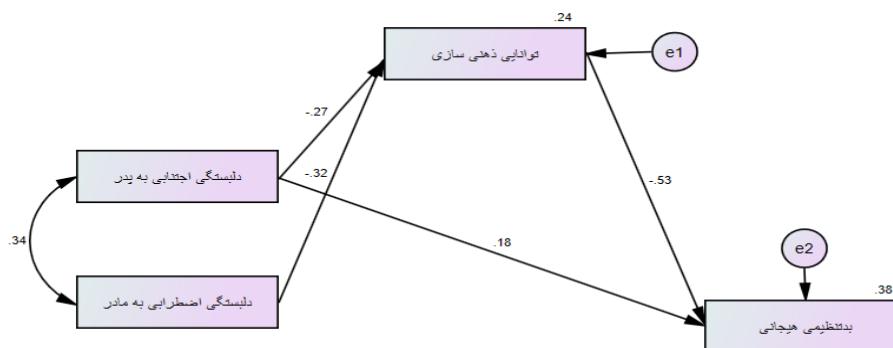 .24
توانایی ذهنی سازی
e1
-.27
دلبستگی اجتنابی به پدر
-.32
-.53
.34
.18
e2
دلبستگی اضطرابی به مادر
.38
بدتنظیمی هیجانی